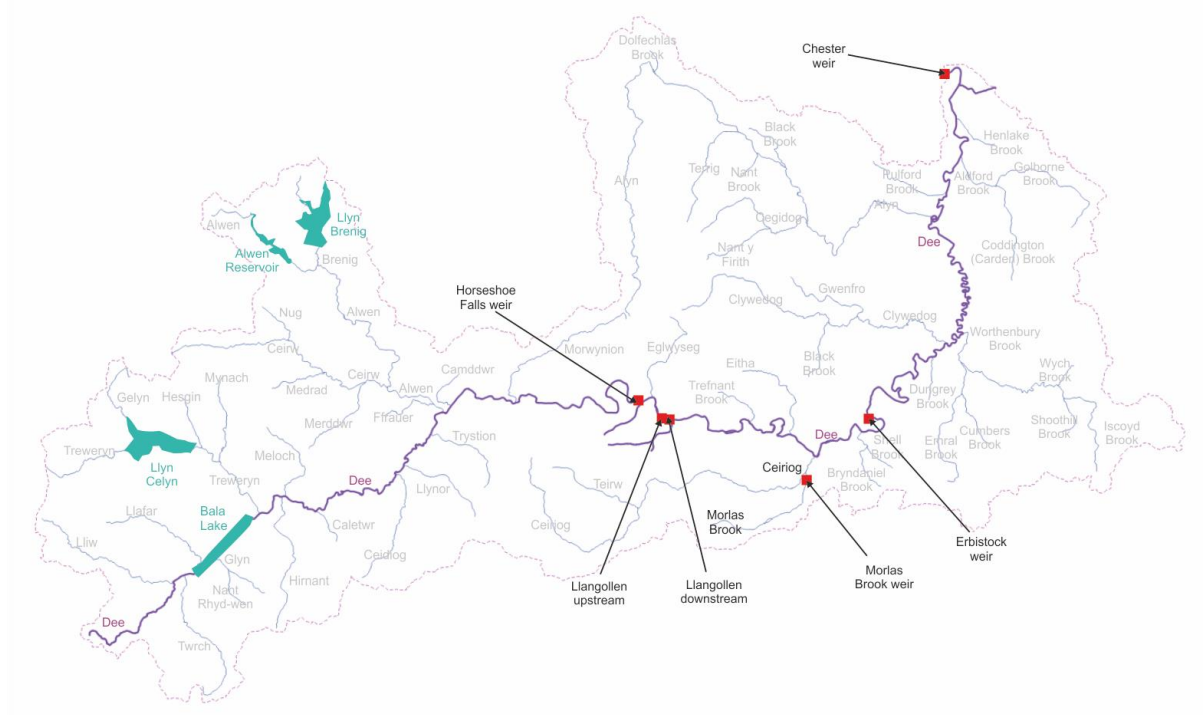 Dolfechlas
Brook
Chester
weir
Black
Brook
Henlake
Brook
Golborne
Brook
Terrig
Nant
Brook
Alyn
Pulford
Brook
Aldford
Brook
Alyn
Cegidog
Alwen
Llyn
Brenig
Dee
Coddington
(Carden) Brook
Alwen
Reservoir
Brenig
Nant y
Ffrith
Horseshoe
Falls weir
Gwenfro
Clywedog
Nug
Alwen
Clywedog
Worthenbury
Brook
Ceirw
Morwynion
Eglwyseg
Eitha
Black
Brook
Wych
Brook
Mynach
Ceirw
Camddwr
Gelyn
Hesgin
Medrad
Alwen
Trefnant
Brook
Dungrey
Brook
Merddwr
Ffrader
Shoothill
Brook
Iscoyd
Brook
Cumbers
Brook
Emral
Brook
Shell
Brook
Dee
Trystion
Treweryn
Llyn
Celyn
Meloch
Treweryn
Dee
Llynor
Teirw
Ceiriog
Bryndaniel
Brook
Llafar
Bala
Lake
Caletwr
Ceiriog
Morlas
Brook
Lliw
Glyn
Ceidiog
Erbistock
weir
Hirnant
Nant
Rhyd-wen
Llangollen
upstream
Llangollen
downstream
Morlas
Brook weir
Dee
Twrch